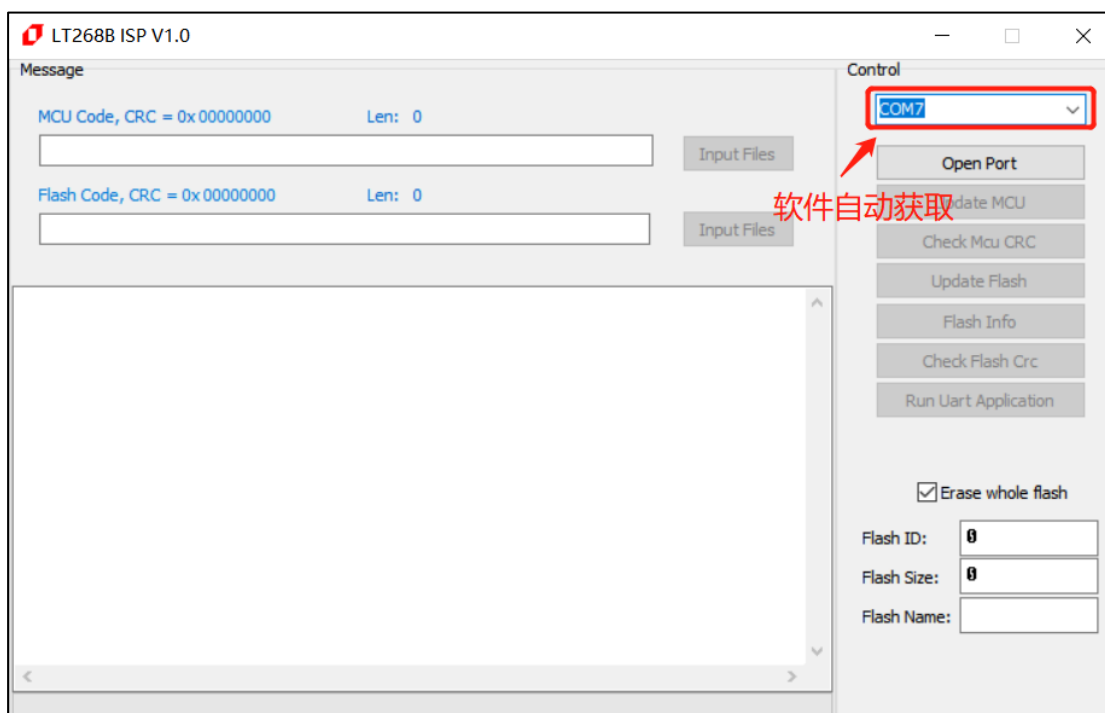 LT268B ISP V1.0
Message
MCU Code, CRC = 0x 00000000 Len: 0
Input Files
Flash Code, CRC = 0x 00000000 Len: 0
Input Files
Control
COM7
Open Port
软件自动获取
Update MCU
Check Mcu CRC
Update Flash
Flash Info
Check Flash Crc
Run Uart Application
Erase whole flash
Flash ID: 0
Flash Size: 0
Flash Name: